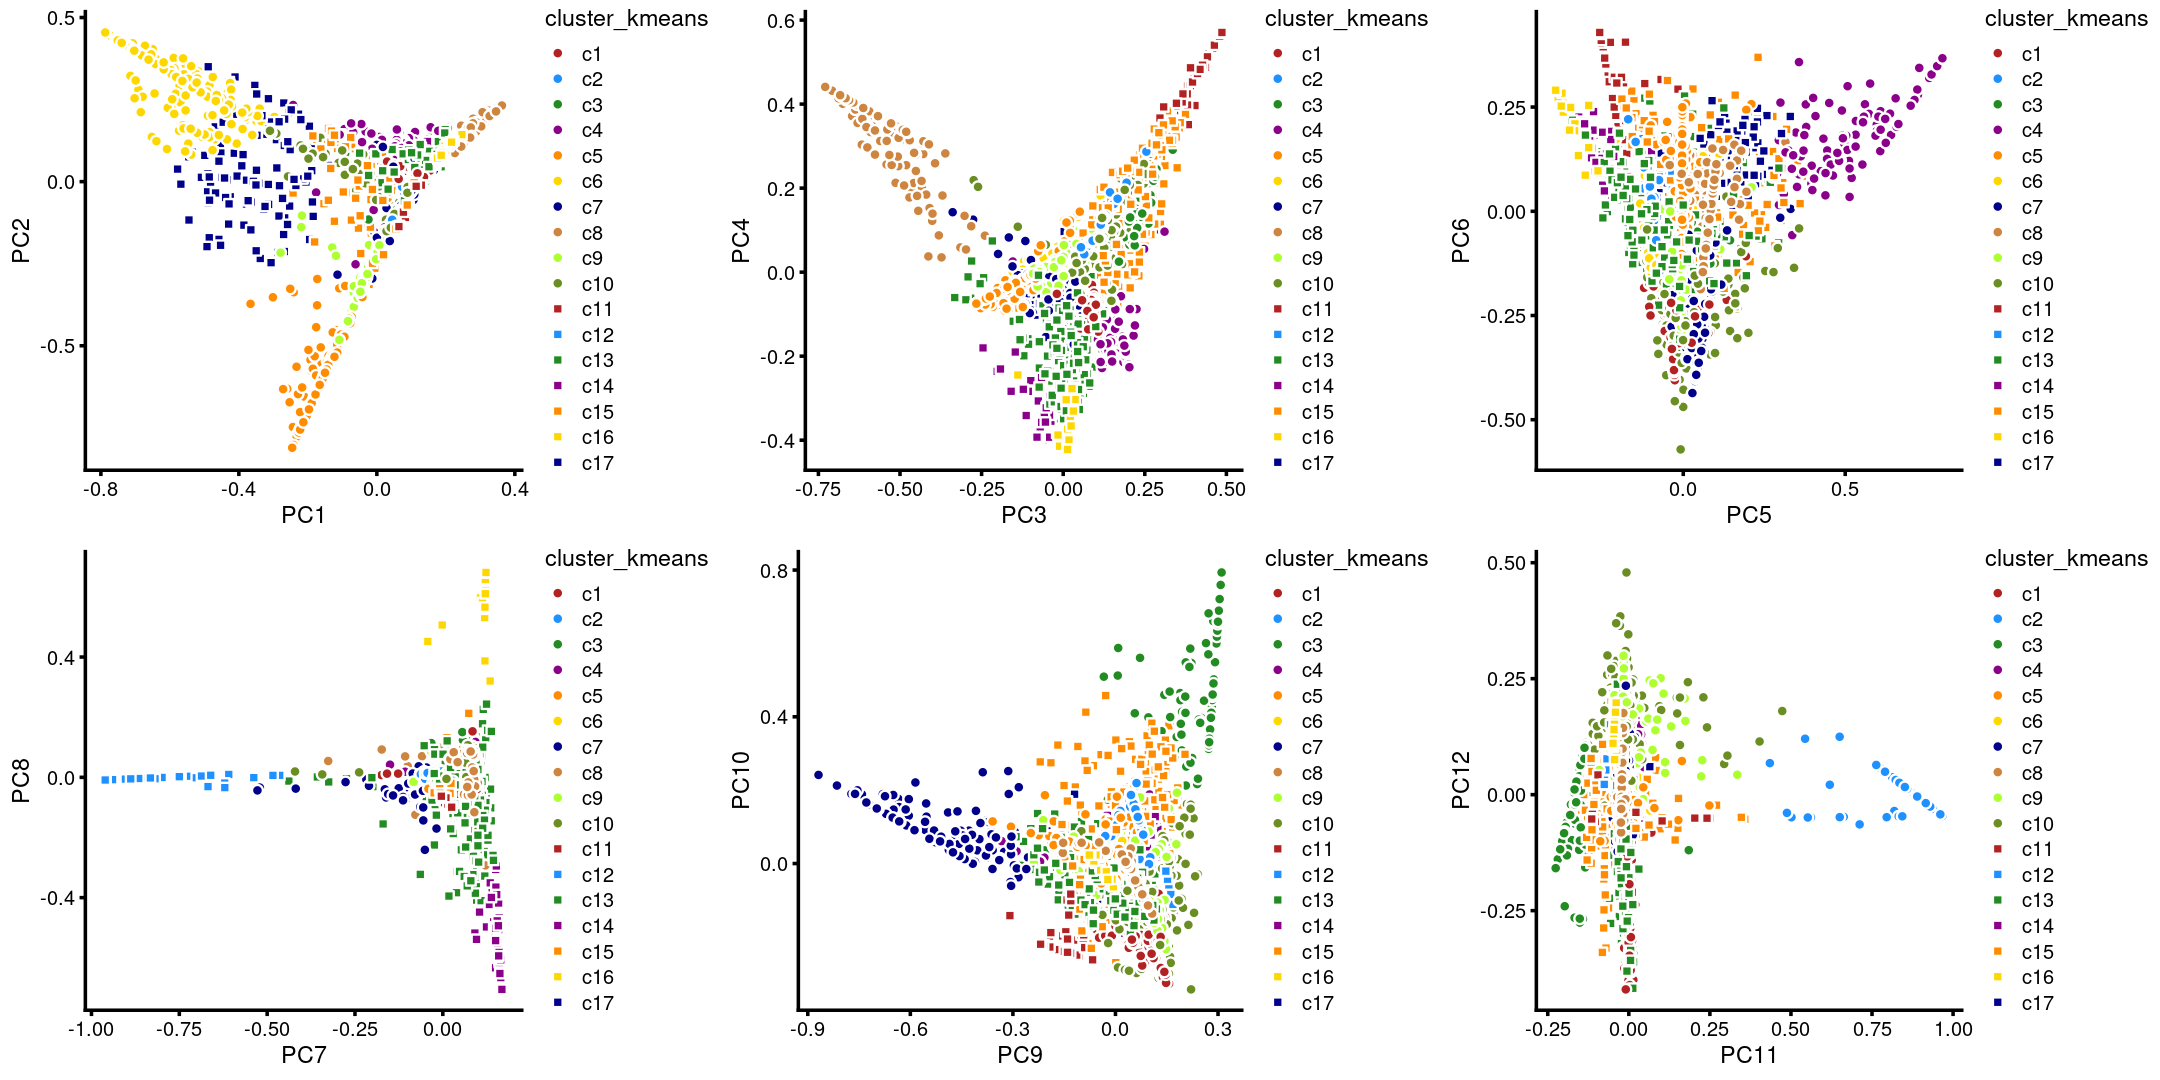 0.5
0.0
-0.5
PC2
-0.8
-0.4
0.0
0.4
PC1
cluster_kmeans
c1
c2
c3
c4
c5
c6
c7
c8
c9
c10
c11
c12
c13
c14
c15
c16
c17
0.6
0.4
0.2
0.0
-0.2
-0.4
PC4
-0.75
-0.50
-0.25
0.00
0.25
0.50
PC3
cluster_kmeans
c1
c2
c3
c4
c5
c6
c7
c8
c9
c10
c11
c12
c13
c14
c15
c16
c17
0.25
0.00
-0.25
-0.50
PC6
0.0
0.5
PC5
cluster_kmeans
c1
c2
c3
c4
c5
c6
c7
c8
c9
c10
c11
c12
c13
c14
c15
c16
c17
0.4
0.0
-0.4
PC8
-1.00
-0.75
-0.50
-0.25
0.00
PC7
cluster_kmeans
c1
c2
c3
c4
c5
c6
c7
c8
c9
c10
c11
c12
c13
c14
c15
c16
c17
0.8
0.4
0.0
PC10
-0.9
-0.6
-0.3
0.0
0.3
PC9
cluster_kmeans
c1
c2
c3
c4
c5
c6
c7
c8
c9
c10
c11
c12
c13
c14
c15
c16
c17
0.50
0.25
0.00
-0.25
PC12
-0.25
0.00
0.25
0.50
0.75
1.00
PC11
cluster_kmeans
c1
c2
c3
c4
c5
c6
c7
c8
c9
c10
c11
c12
c13
c14
c15
c16
c17